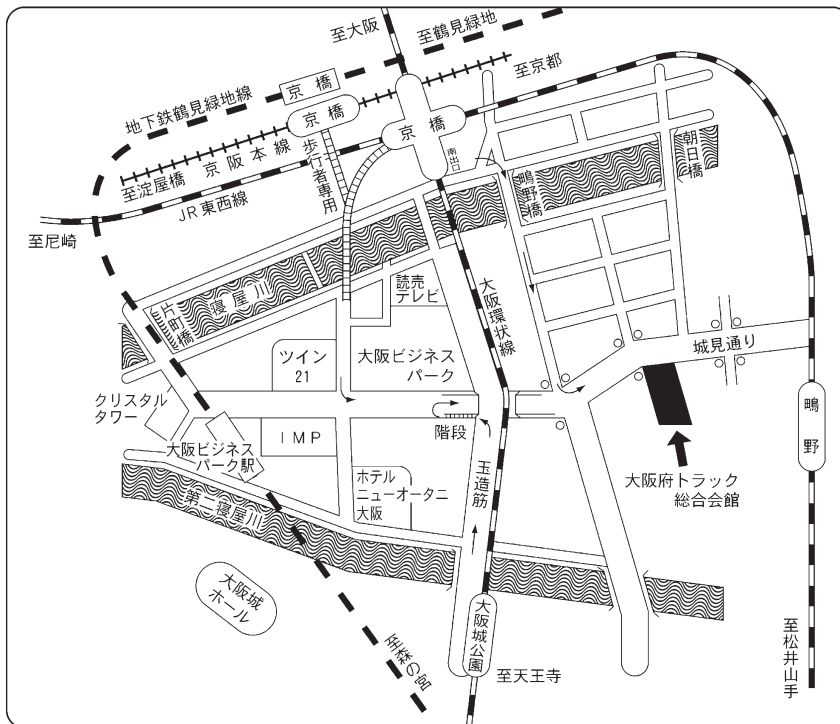 至大阪
至鶴見緑地
京橋
至京都
地下鉄鶴見緑地線
京橋
京橋
京阪本線
歩行者専用
南出口
至淀屋橋
JR東西線
至尼崎
鴫野橋
朝日橋
寝屋川
片町橋
読売
テレビ
大阪環状線
ツイン
21
大阪ビジネス
パーク
城見通り
クリスタル
タワー
階段
鴫野
IMP
大阪ビジネス
パーク駅
玉造筋
大阪府トラック
総合会館
ホテル
ニューオータニ
大阪
第二寝屋川
大阪城
ホール
大阪城公園
至森の宮
至天王寺
至松井山手